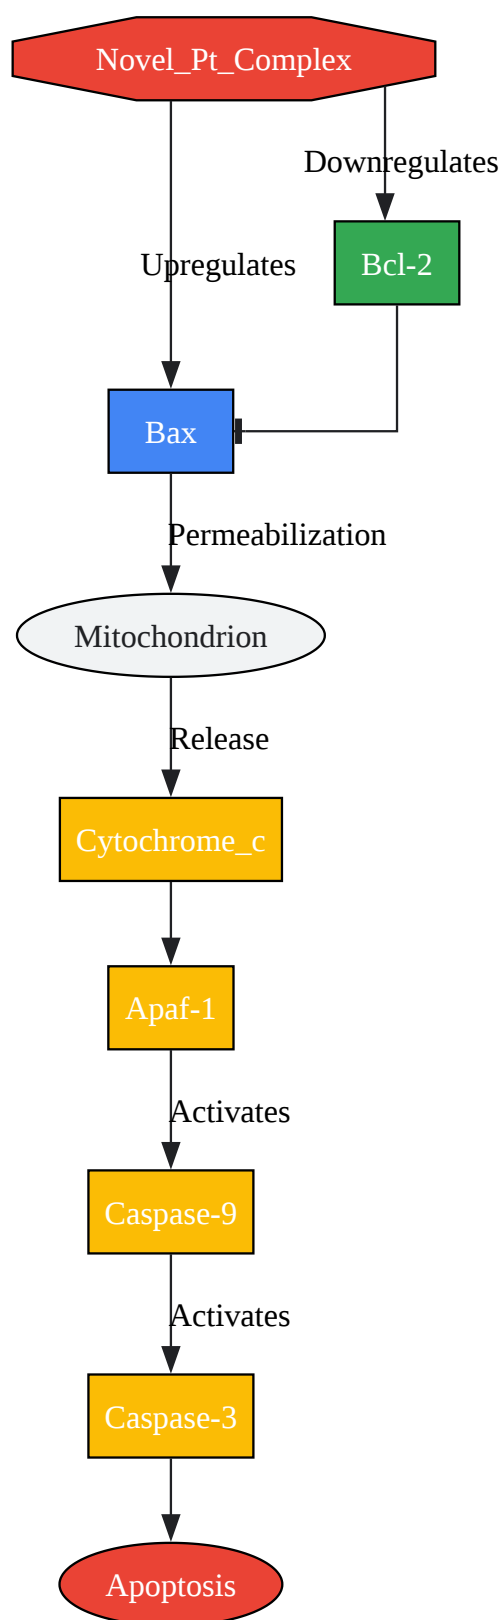 Novel_Pt_Complex
Downregulates
Upregulates
Bcl-2
Bax
Permeabilization
Mitochondrion
Release
Cytochrome_c
Apaf-1
Activates
Caspase-9
Activates
Caspase-3
Apoptosis